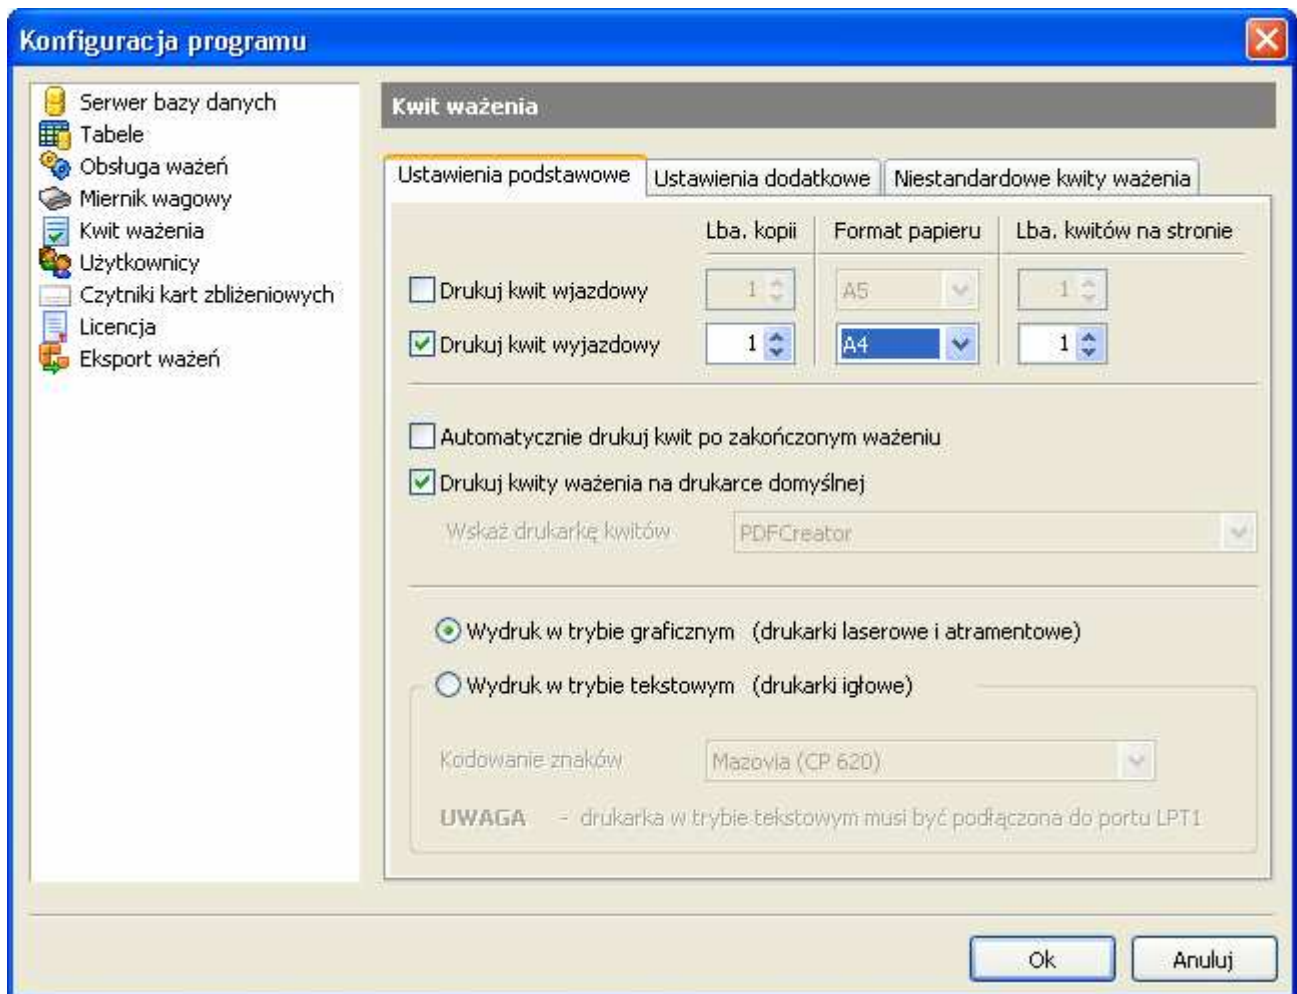 Konfiguracja programu
Serwer bazy danych
Tabele
Obsługa ważeń
Miernik wagowy
Kwit ważenia
Użytkownicy
Czytniki kart zbliżeniowych
Licencja
Eksport ważeń
Kwit ważenia
Ustawienia podstawowe Ustawienia dodatkowe Niestandardowe kwity ważenia
Lba. kopii Format papieru Lba. kwitów na stronie
Drukuj kwit wjazdowy 1 A5 1
Drukuj kwit wyjazdowy 1 A4 1
Automatycznie drukuj kwit po zakończonym ważeniu
Drukuj kwity ważenia na drukarce domyślnej
Wskaż drukarkę kwitów PDFCreator
Wydruk w trybie graficznym (drukarki laserowe i atramentowe)
Wydruk w trybie tekstowym (drukarki igłowe)
Kodowanie znaków Mazovia (CP 620)
UWAGA - drukarka w trybie tekstowym musi być podłączona do portu LPT1
Ok Anuluj